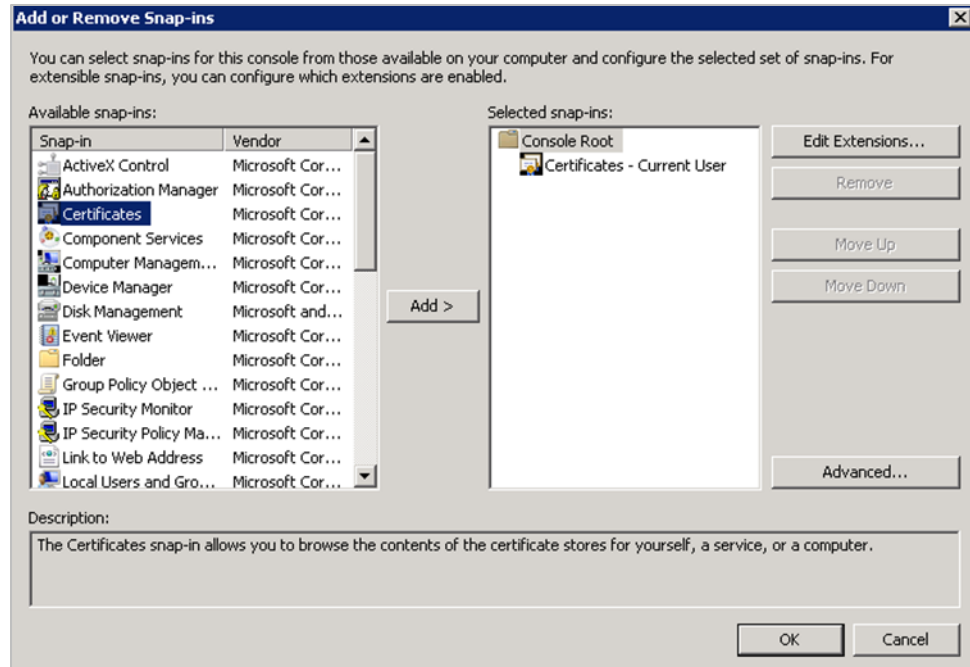 Add or Remove Snap-ins
You can select snap-ins for this console from those available on your computer and configure the selected set of snap-ins. For
extensible snap-ins, you can configure which extensions are enabled.
Available snap-ins:
Selected snap-ins:
Snap-in Vendor
ActiveX Control Microsoft Cor...
Authorization Manager Microsoft Cor...
Certificates Microsoft Cor...
Component Services Microsoft Cor...
Computer Managem... Microsoft Cor...
Device Manager Microsoft Cor...
Disk Management Microsoft and...
Event Viewer Microsoft Cor...
Folder Microsoft Cor...
Group Policy Object ... Microsoft Cor...
IP Security Monitor Microsoft Cor...
IP Security Policy Ma... Microsoft Cor...
Link to Web Address Microsoft Cor...
Local Users and Gro... Microsoft Cor...
Add >
Console Root
Certificates - Current User
Edit Extensions...
Remove
Move Up
Move Down
Advanced...
Description:
The Certificates snap-in allows you to browse the contents of the certificate stores for yourself, a service, or a computer.
OK Cancel